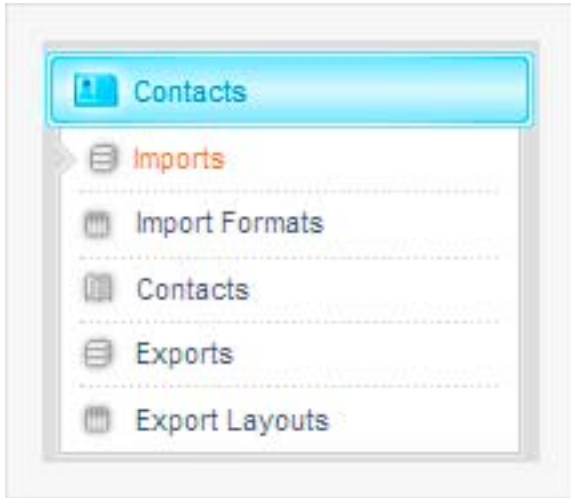 Contacts
Imports
Import Formats
Contacts
Exports
Export Layouts